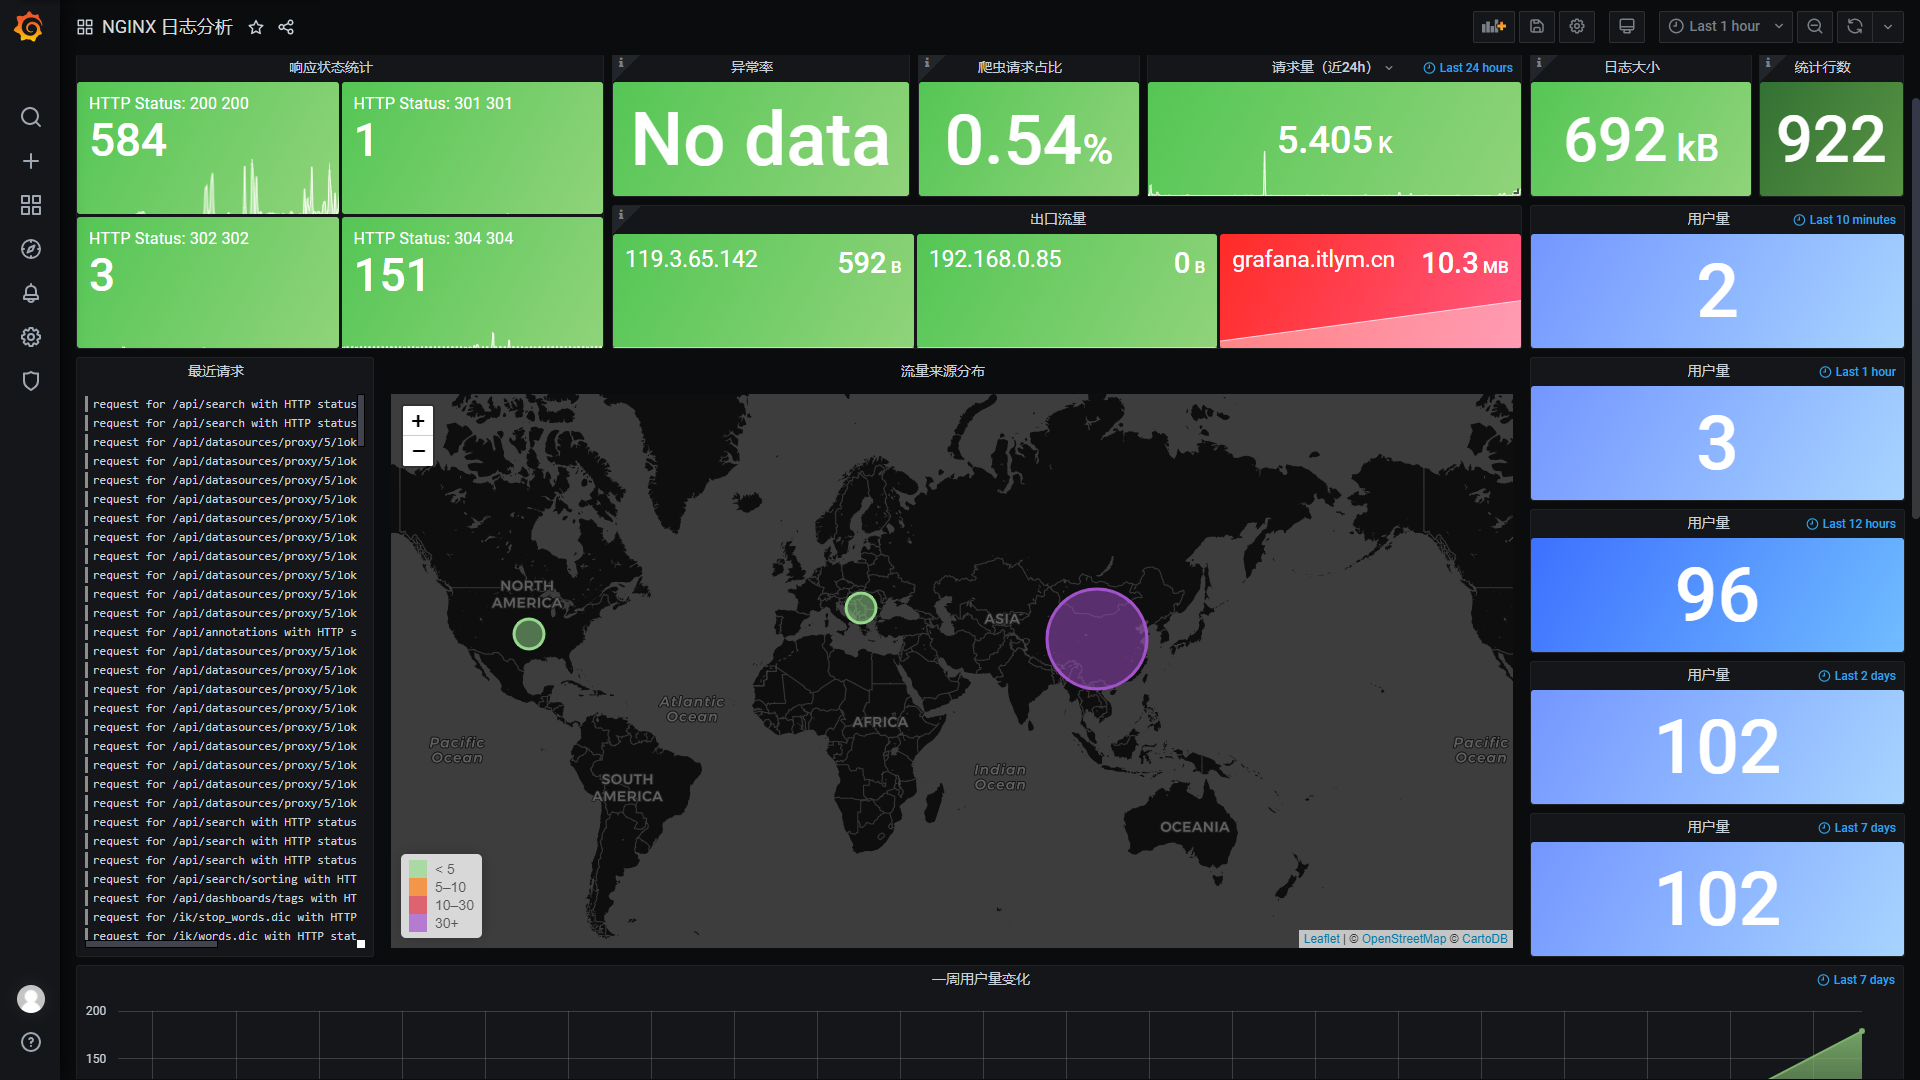 NGINX 日志分析
Last 1 hour
响应状态统计
HTTP Status: 200 200
584
HTTP Status: 301 301
1
HTTP Status: 302 302
3
HTTP Status: 304 304
151
异常率
No data
爬虫请求占比
0.54%
请求量（近24h）
Last 24 hours
5.405 K
日志大小
692 kB
统计行数
922
出口流量
119.3.65.142
592 B
192.168.0.85
0 B
grafana.itlym.cn
10.3 MB
用户量
Last 10 minutes
2
最近请求
request for /api/search with HTTP status
request for /api/search with HTTP status
request for /api/datasources/proxy/5/lok
request for /api/datasources/proxy/5/lok
request for /api/datasources/proxy/5/lok
request for /api/datasources/proxy/5/lok
request for /api/datasources/proxy/5/lok
request for /api/datasources/proxy/5/lok
request for /api/datasources/proxy/5/lok
request for /api/datasources/proxy/5/lok
request for /api/datasources/proxy/5/lok
request for /api/datasources/proxy/5/lok
request for /api/annotations with HTTP s
request for /api/datasources/proxy/5/lok
request for /api/datasources/proxy/5/lok
request for /api/datasources/proxy/5/lok
request for /api/datasources/proxy/5/lok
request for /api/datasources/proxy/5/lok
request for /api/datasources/proxy/5/lok
request for /api/datasources/proxy/5/lok
request for /api/datasources/proxy/5/lok
request for /api/datasources/proxy/5/lok
request for /api/search with HTTP status
request for /api/search with HTTP status
request for /api/search with HTTP status
request for /api/search/sorting with HTT
request for /api/dashboards/tags with HT
request for /ik/stop_words.dic with HTTP
request for /ik/words.dic with HTTP stat
流量来源分布
+
−
NORTH
AMERICA
ASIA
Atlantic
Ocean
AFRICA
Pacific
Ocean
Indian
Ocean
Pacific
Ocean
SOUTH
AMERICA
OCEANIA
< 5
5–10
10–30
30+
Leaflet | © OpenStreetMap © CartoDB
用户量
Last 1 hour
3
用户量
Last 12 hours
96
用户量
Last 2 days
102
用户量
Last 7 days
102
一周用户量变化
Last 7 days
200
150